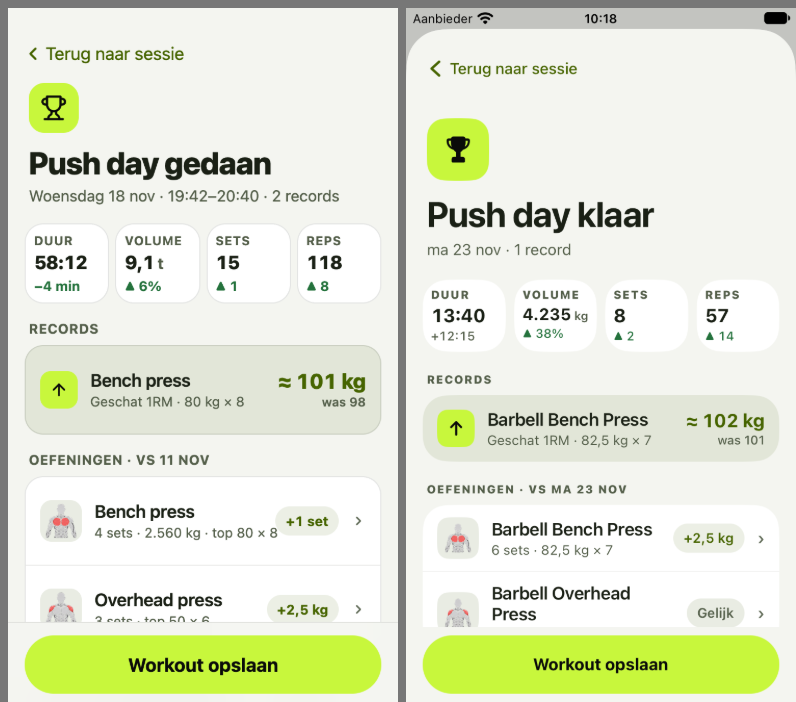 Terug naar sessie
Push day gedaan
Woensdag 18 nov · 19:42–20:40 · 2 records
DUUR
58:12
−4 min
VOLUME
9,1 t
▲ 6%
SETS
15
▲ 1
REPS
118
▲ 8
RECORDS
Bench press
Geschat 1RM · 80 kg × 8
≈ 101 kg
was 98
OEFENINGEN · VS 11 NOV
Bench press
4 sets · 2.560 kg · top 80 × 8
+1 set
Overhead press
3 sets · top 50 × 6
+2,5 kg
Workout opslaan
Aanbieder
10:18
Terug naar sessie
Push day klaar
ma 23 nov · 1 record
DUUR
13:40
+12:15
VOLUME
4.235 kg
▲ 38%
SETS
8
▲ 2
REPS
57
▲ 14
RECORDS
Barbell Bench Press
Geschat 1RM · 82,5 kg × 7
≈ 102 kg
was 101
OEFENINGEN · VS MA 23 NOV
Barbell Bench Press
6 sets · 82,5 kg × 7
+2,5 kg
Barbell Overhead
Press
Gelijk
Workout opslaan